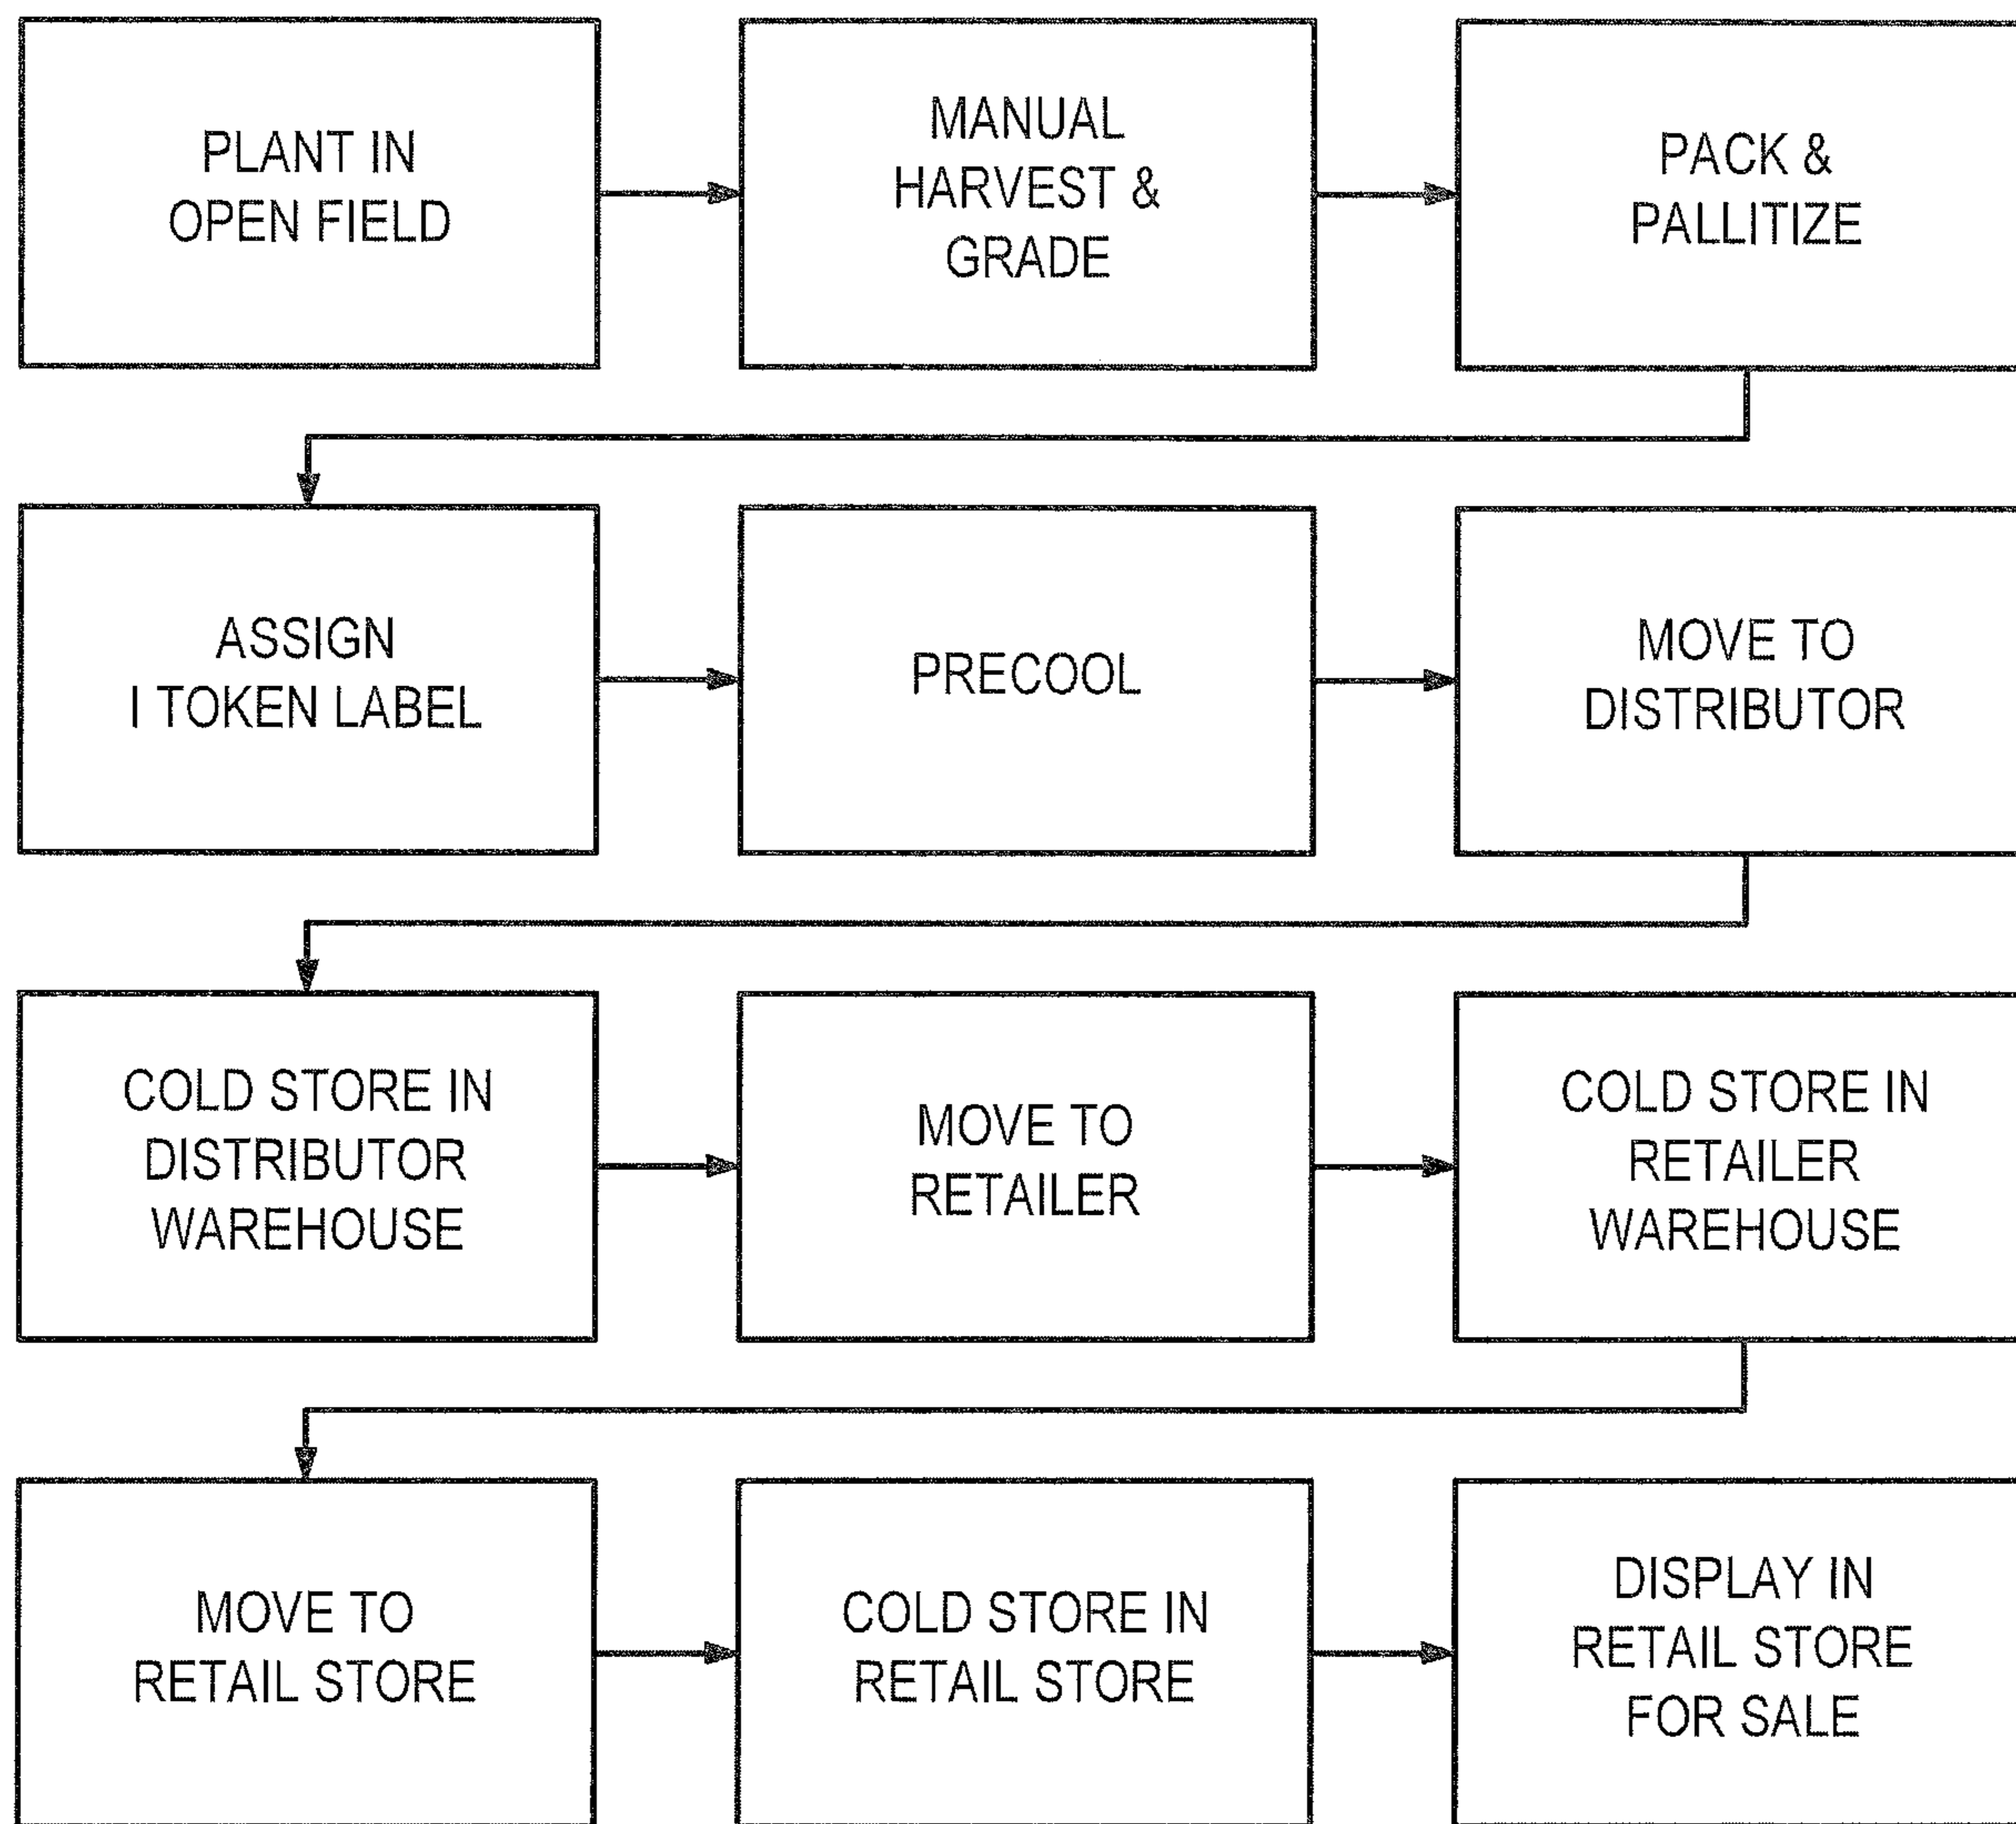 PLANT IN
OPEN FIELD
MANUAL
HARVEST &
GRADE
PACK &
PALLITIZE
ASSIGN
I TOKEN LABEL
PRECOOL
MOVE TO
DISTRIBUTOR
COLD STORE IN
DISTRIBUTOR
WAREHOUSE
MOVE TO
RETAILER
COLD STORE IN
RETAILER
WAREHOUSE
MOVE TO
RETAIL STORE
COLD STORE IN
RETAIL STORE
DISPLAY IN
RETAIL STORE
FOR SALE